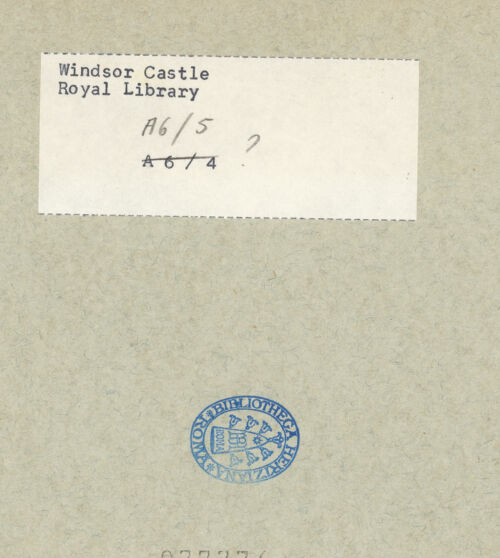 Windsor Castle
Royal Library
A6/5
A 6 / 4 ?
BIBLIOTHECA HERTZIANA ROMA